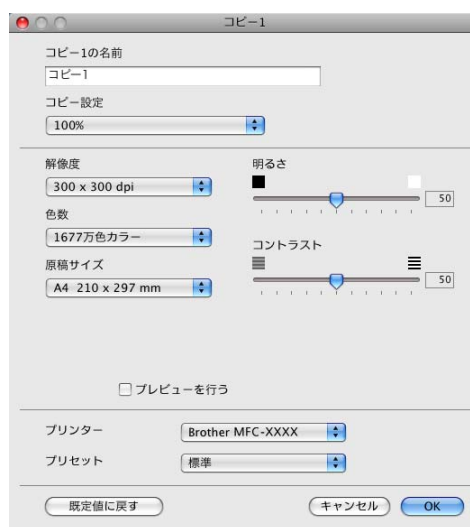 コピー1
コピー1の名前
コピー1
コピー設定
100%
解像度
300 x 300 dpi
色数
1677万色カラー
原稿サイズ
A4 210 x 297 mm
明るさ
50
コントラスト
50
プレビューを行う
プリンター
Brother MFC-XXXX
プリセット
標準
既定値に戻す
キャンセル
OK